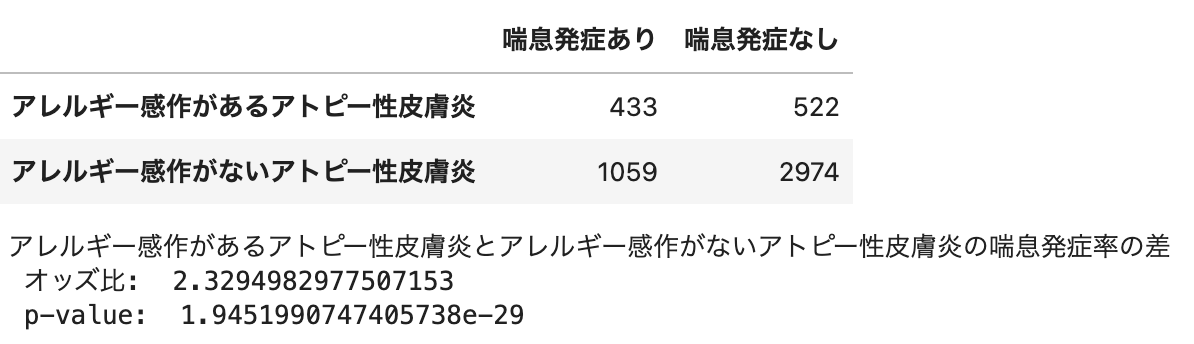 喘息発症あり 喘息発症なし
アレルギー感作があるアトピー性皮膚炎 433 522
アレルギー感作がないアトピー性皮膚炎 1059 2974
アレルギー感作があるアトピー性皮膚炎とアレルギー感作がないアトピー性皮膚炎の喘息発症率の差
オッズ比: 2.3294982977507153
p-value: 1.9451990747405738e-29